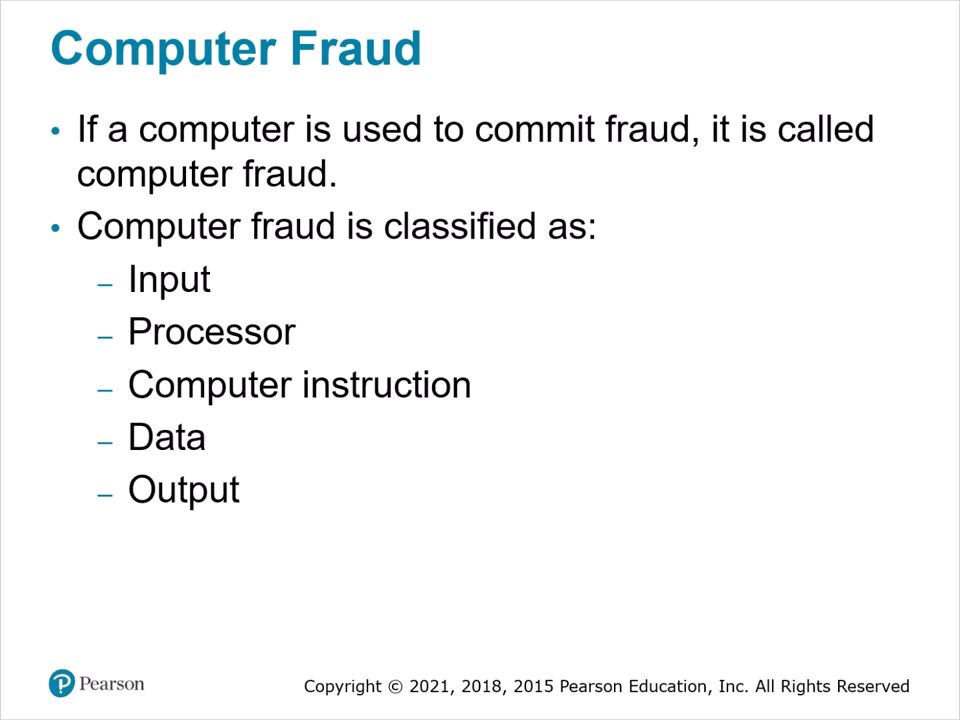 Computer Fraud
• If a computer is used to commit fraud, it is called
computer fraud.
• Computer fraud is classified as:
– Input
– Processor
– Computer instruction
– Data
– Output
Pearson
Copyright © 2021, 2018, 2015 Pearson Education, Inc. All Rights Reserved